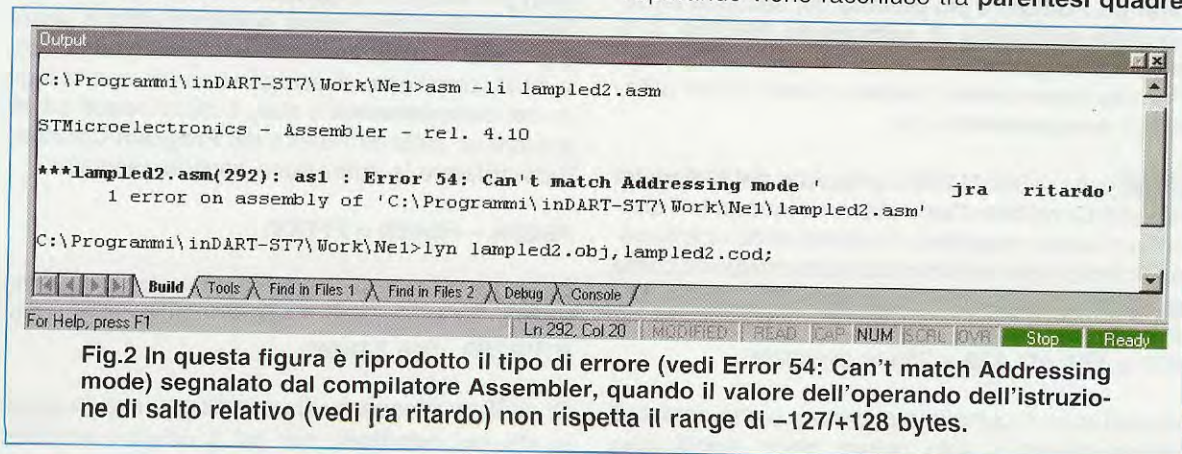 parentesi quadre
Output
C:\Programmi\inDART-ST7\Work\Ne1>asm -li lampled2.asm
STMicroelectronics - Assembler - rel. 4.10
***lampled2.asm(292): as1 : Error 54: Can't match Addressing mode ' jra ritardo'
1 error on assembly of 'C:\Programmi\inDART-ST7\Work\Ne1\lampled2.asm'
C:\Programmi\inDART-ST7\Work\Ne1>lyn lampled2.obj,lampled2.cod;
Build Tools Find in Files 1 Find in Files 2 Debug Console
For Help, press F1 Ln 292, Col 20 MODIFIED READ CAP NUM SCRL OVR Stop Ready
Fig.2 In questa figura è riprodotto il tipo di errore (vedi Error 54: Can't match Addressing
mode) segnalato dal compilatore Assembler, quando il valore dell'operando dell'istruzio-
ne di salto relativo (vedi jra ritardo) non rispetta il range di –127/+128 bytes.